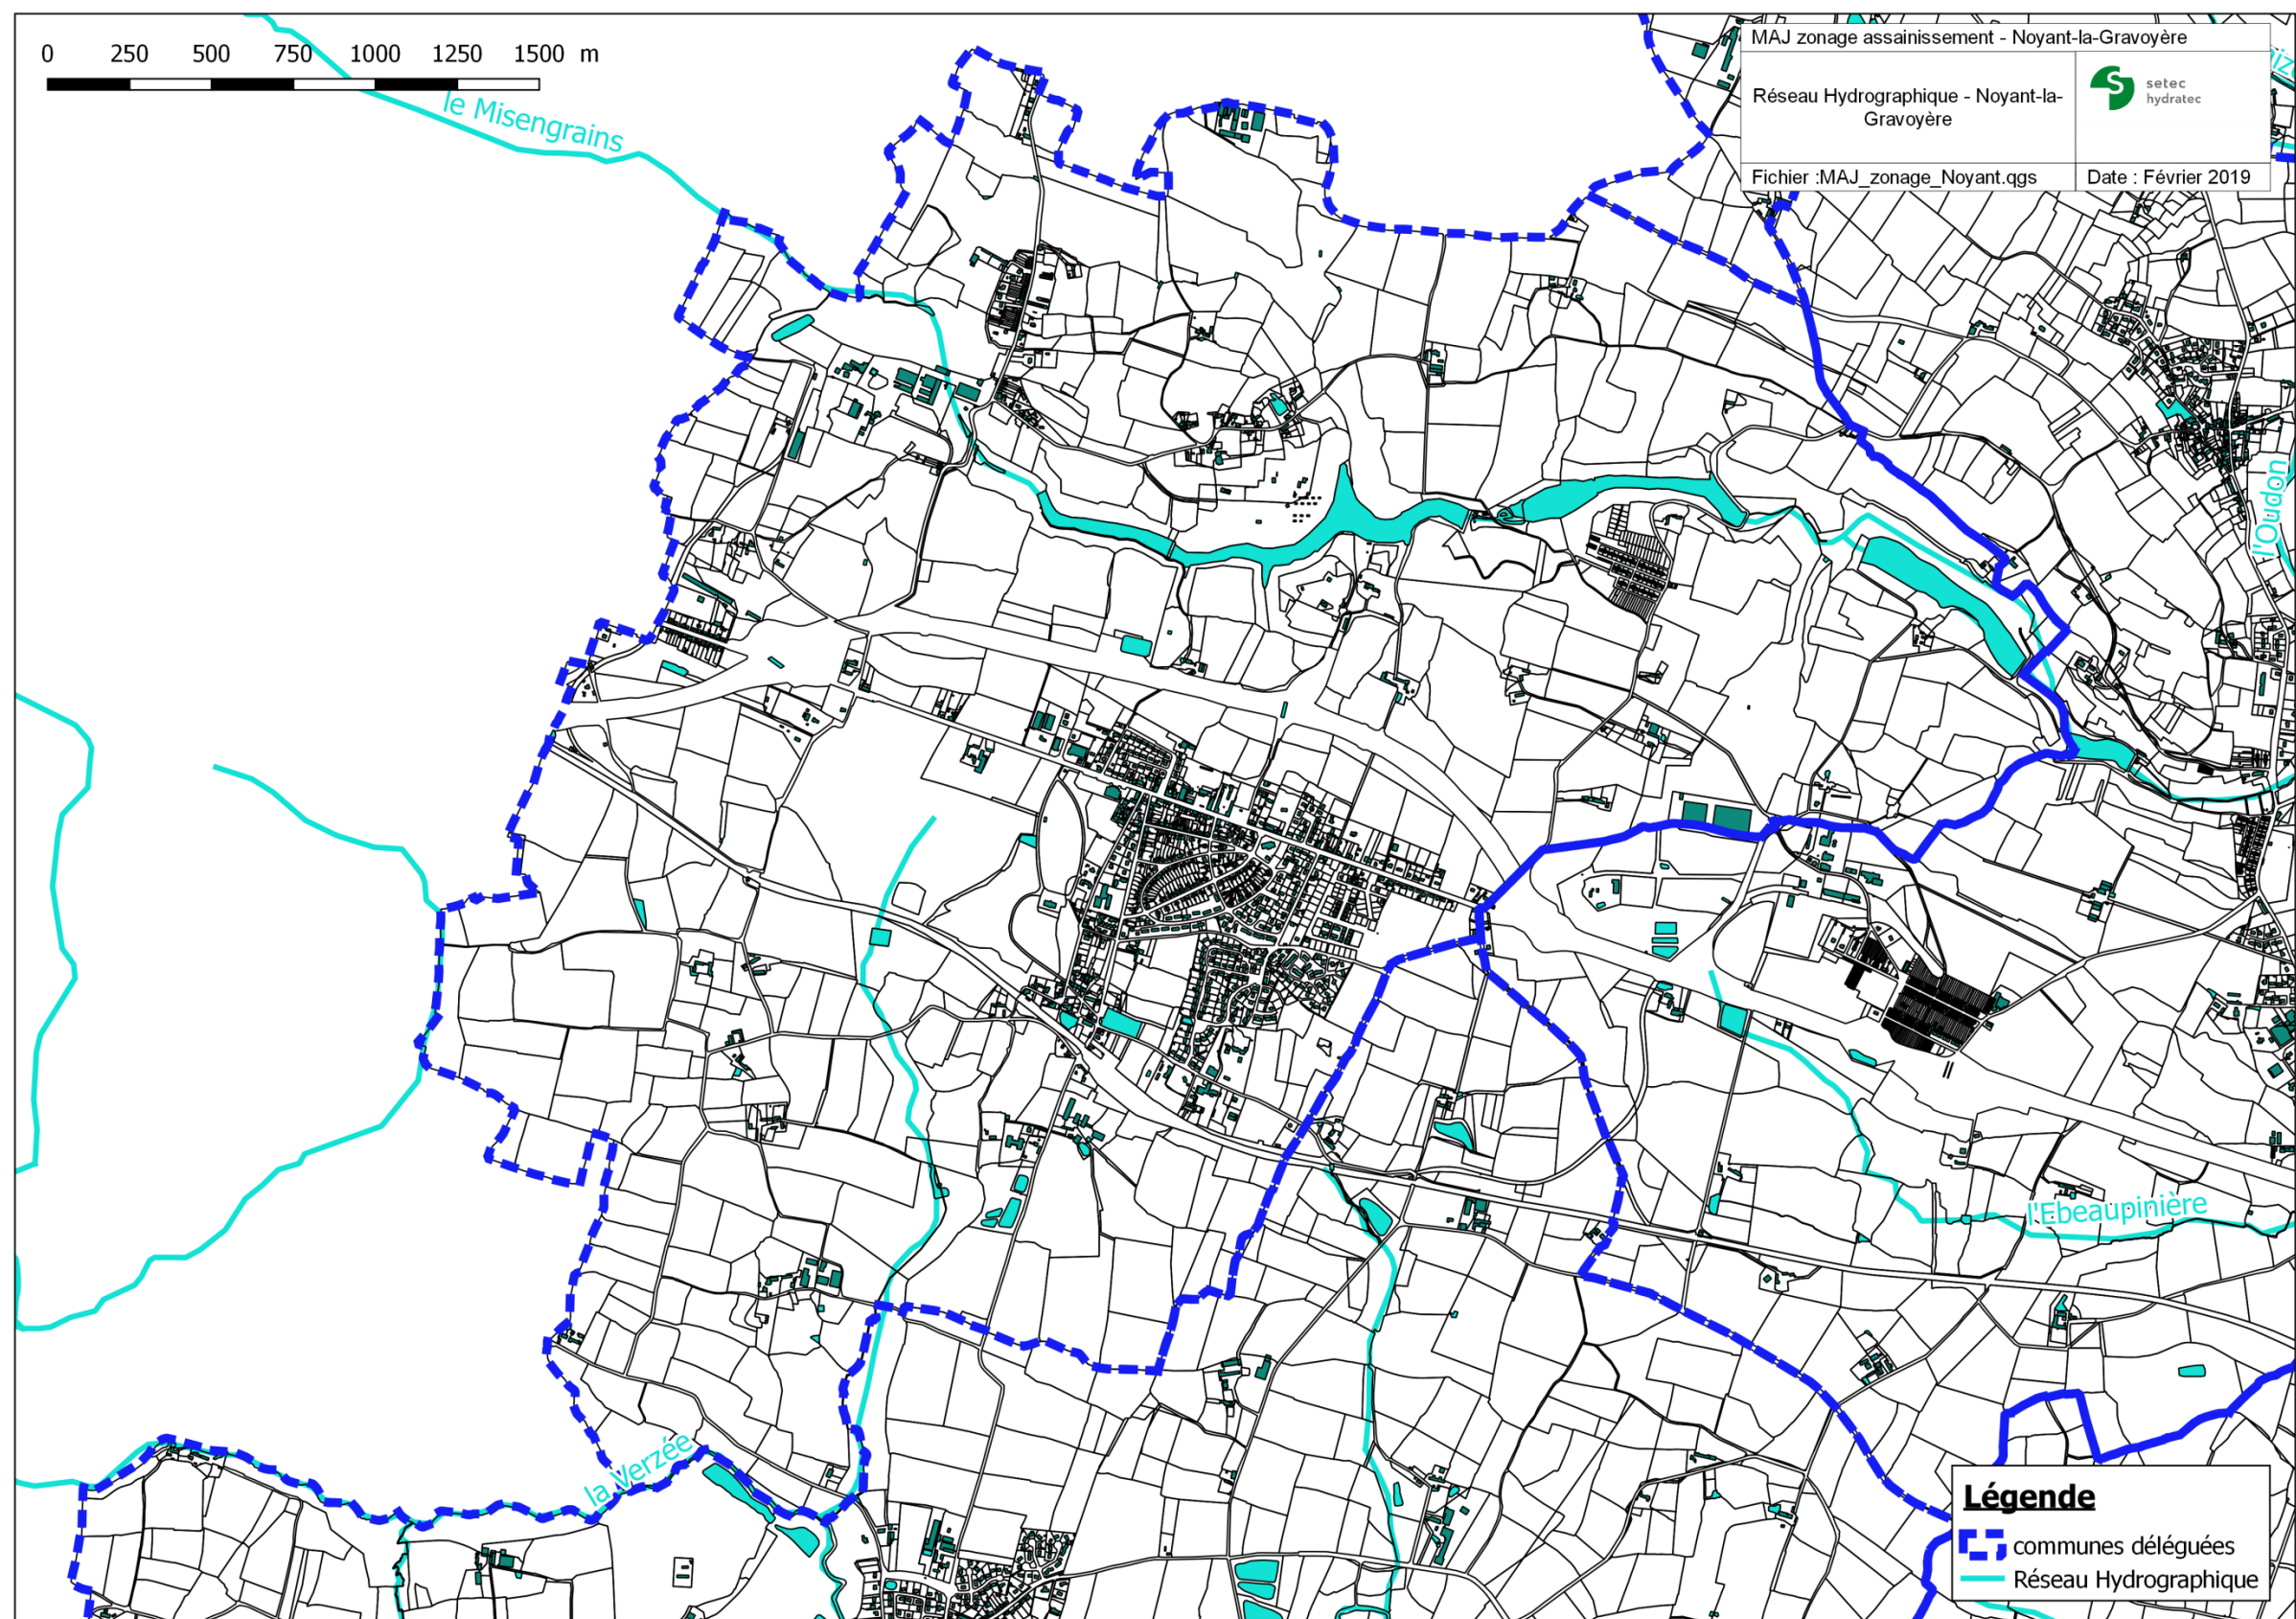 0 250 500 750 1000 1250 1500 m
MAJ zonage assainissement - Noyant-la-Gravoyère
Réseau Hydrographique - Noyant-la-
Gravoyère
setec
hydratec
Fichier :MAJ_zonage_Noyant.qgs
Date : Février 2019
le Misengrains
l'Oudon
l'Ebeaupinière
la Verzée
Légende
communes déléguées
Réseau Hydrographique